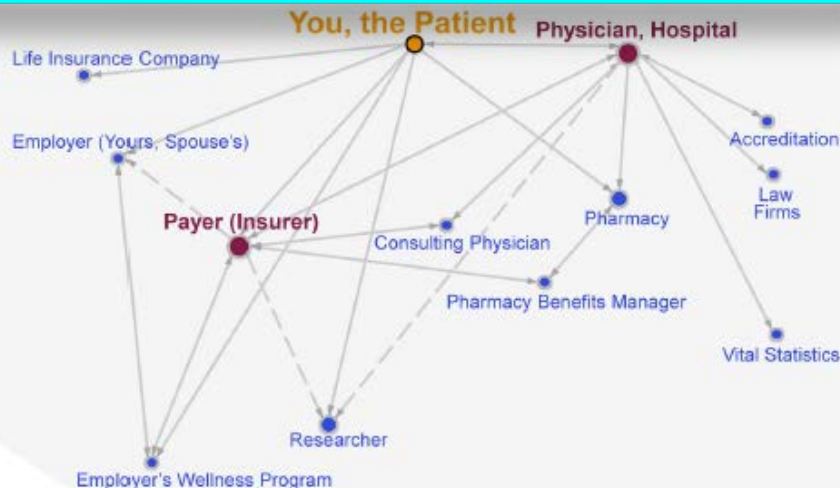 You, the Patient
Physician, Hospital
Life Insurance Company
Employer (Yours, Spouse's)
Accreditation
Payer (Insurer)
Law
Firms
Pharmacy
Consulting Physician
Pharmacy Benefits Manager
Vital Statistics
Researcher
Employer's Wellness Program